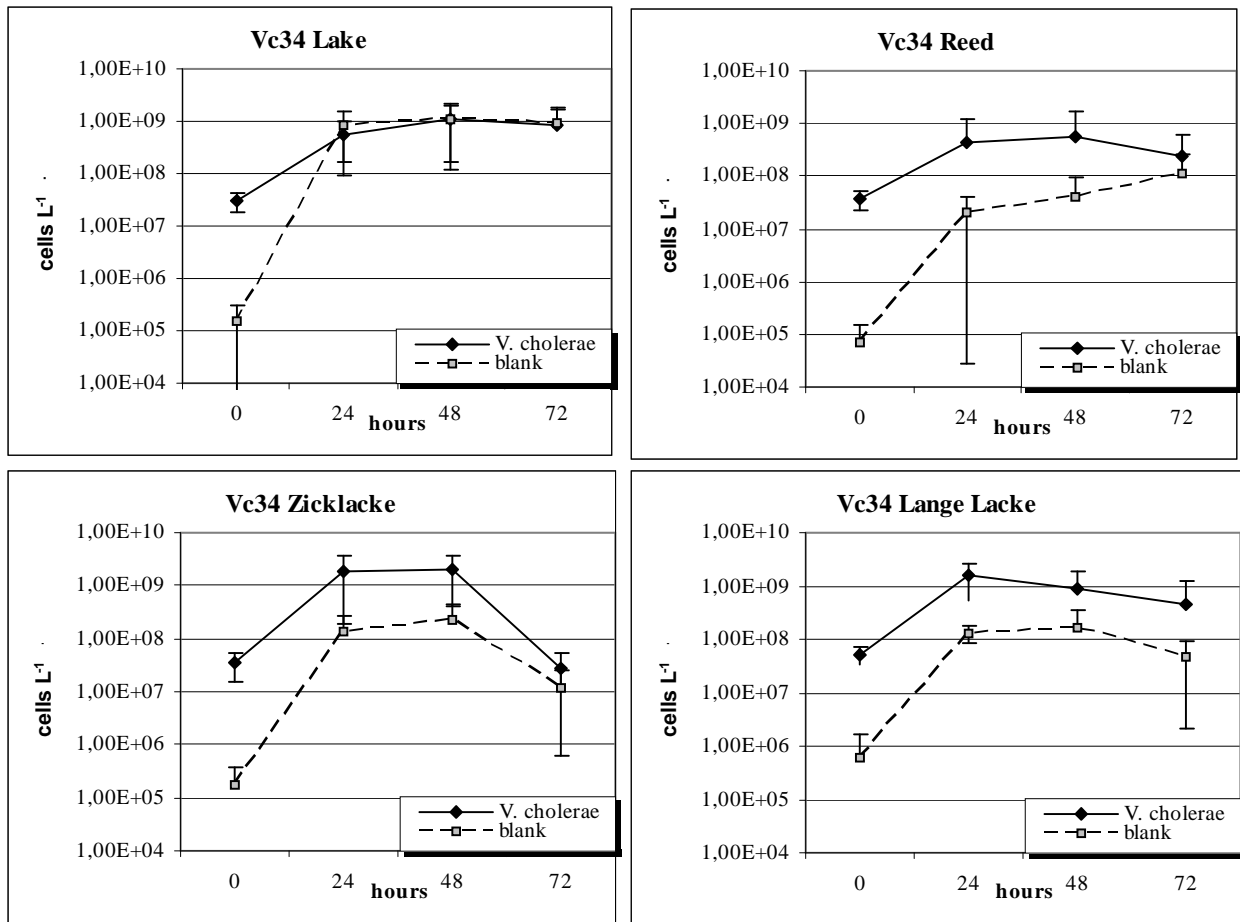 Vc34 Lake
1,00E+10
1,00E+09
1,00E+08
1,00E+07
1,00E+06
1,00E+05
1,00E+04
cells L-1 .
0 24 48 72
hours
V. cholerae
blank
Vc34 Reed
1,00E+10
1,00E+09
1,00E+08
1,00E+07
1,00E+06
1,00E+05
1,00E+04
cells L-1 .
0 24 48 72
hours
V. cholerae
blank
Vc34 Zicklacke
1,00E+10
1,00E+09
1,00E+08
1,00E+07
1,00E+06
1,00E+05
1,00E+04
cells L-1 .
0 24 48 72
hours
V. cholerae
blank
Vc34 Lange Lacke
1,00E+10
1,00E+09
1,00E+08
1,00E+07
1,00E+06
1,00E+05
1,00E+04
cells L-1 .
0 24 48 72
hours
V. cholerae
blank